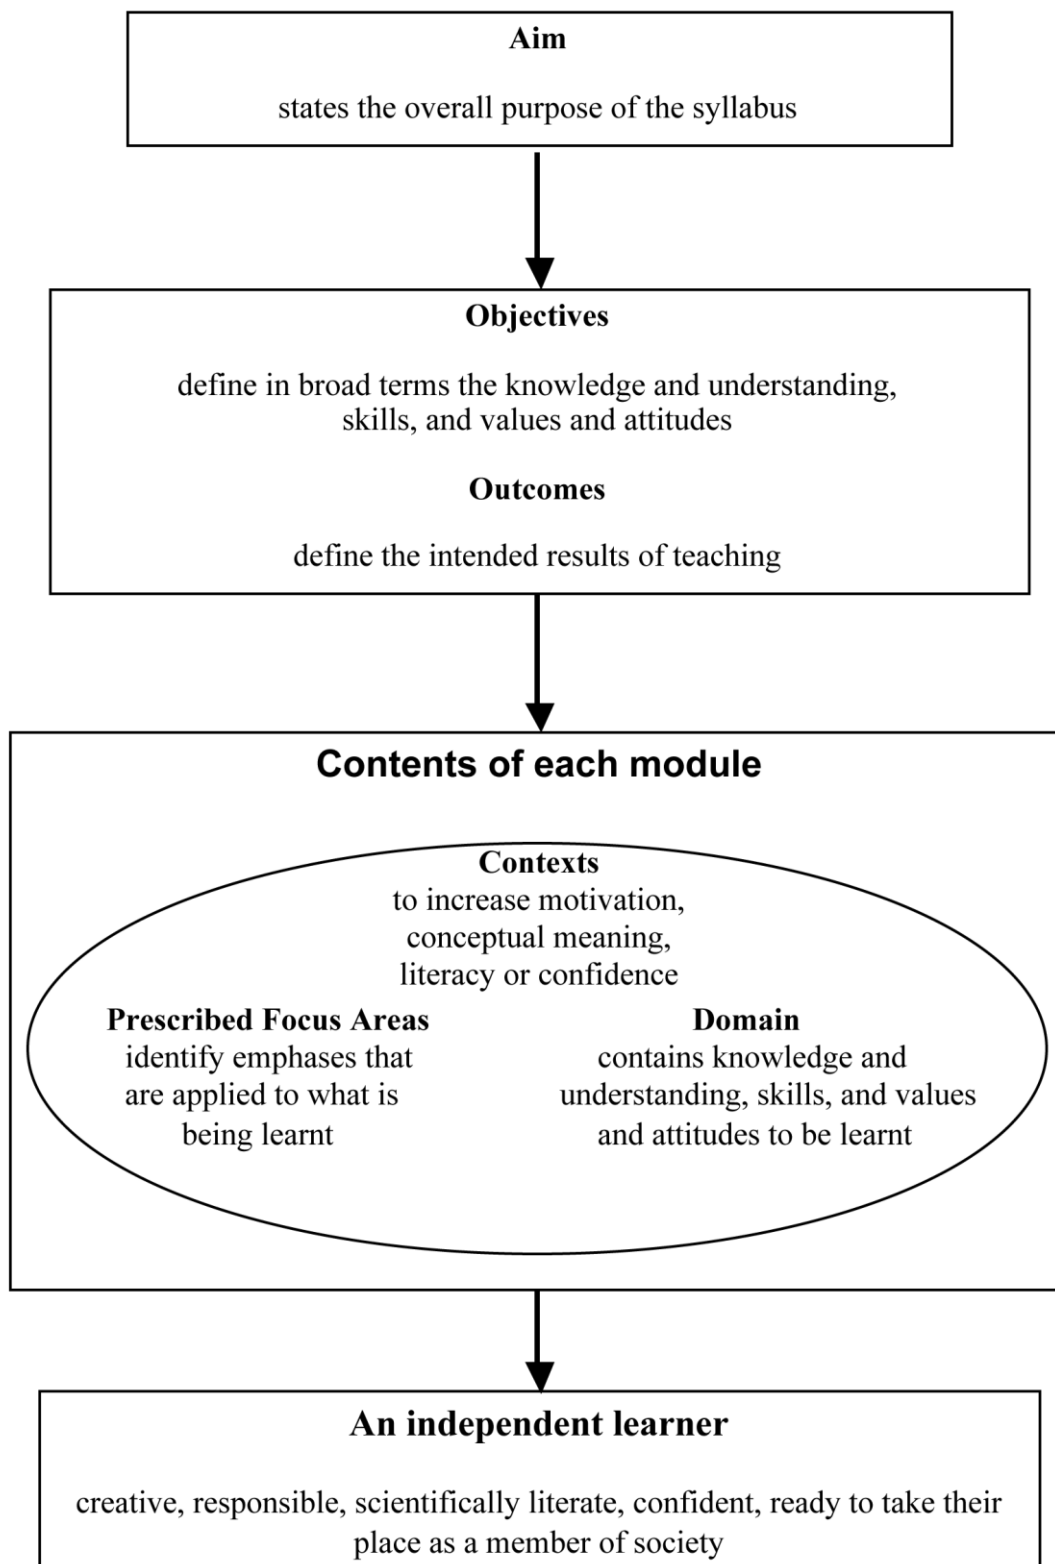 Aim
states the overall purpose of the syllabus
Objectives
define in broad terms the knowledge and understanding,
skills, and values and attitudes
Outcomes
define the intended results of teaching
Contents of each module
Contexts
to increase motivation,
conceptual meaning,
literacy or confidence
Prescribed Focus Areas
identify emphases that
are applied to what is
being learnt
Domain
contains knowledge and
understanding, skills, and values
and attitudes to be learnt
An independent learner
creative, responsible, scientifically literate, confident, ready to take their
place as a member of society